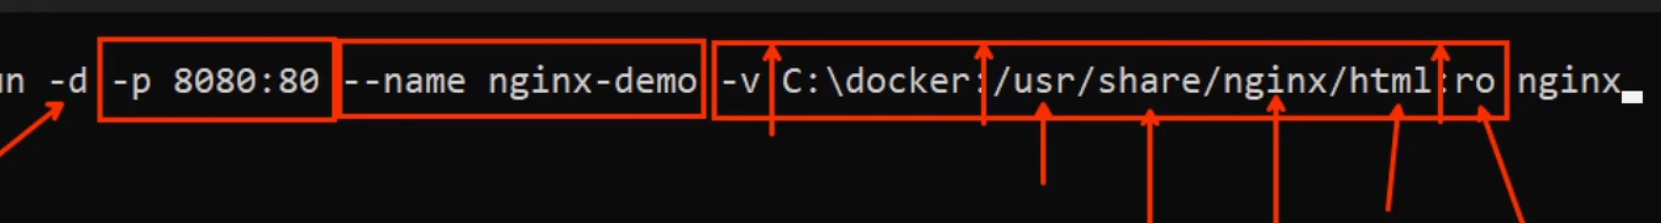 un -d -p 8080:80 --name nginx-demo -v C:\docker:/usr/share/nginx/html:ro nginx